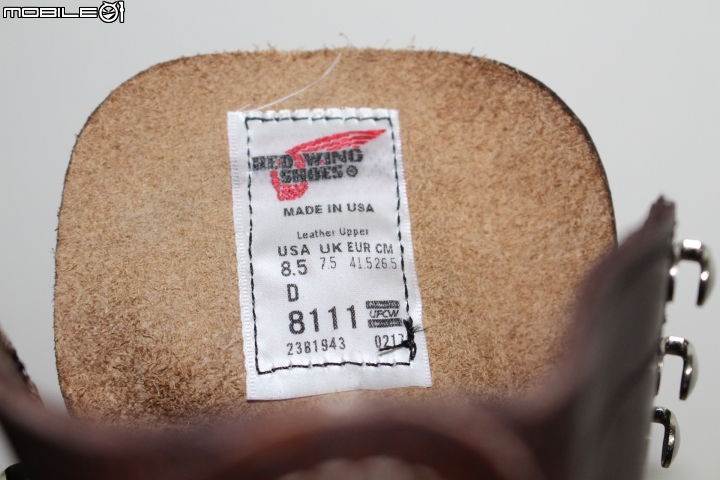 MOBILE01
RED WING
SHOES
MADE IN USA
Leather Upper
USA UK EUR CM
8.5 7.5 41.5 26.5
D
8111 UFCW
2381943